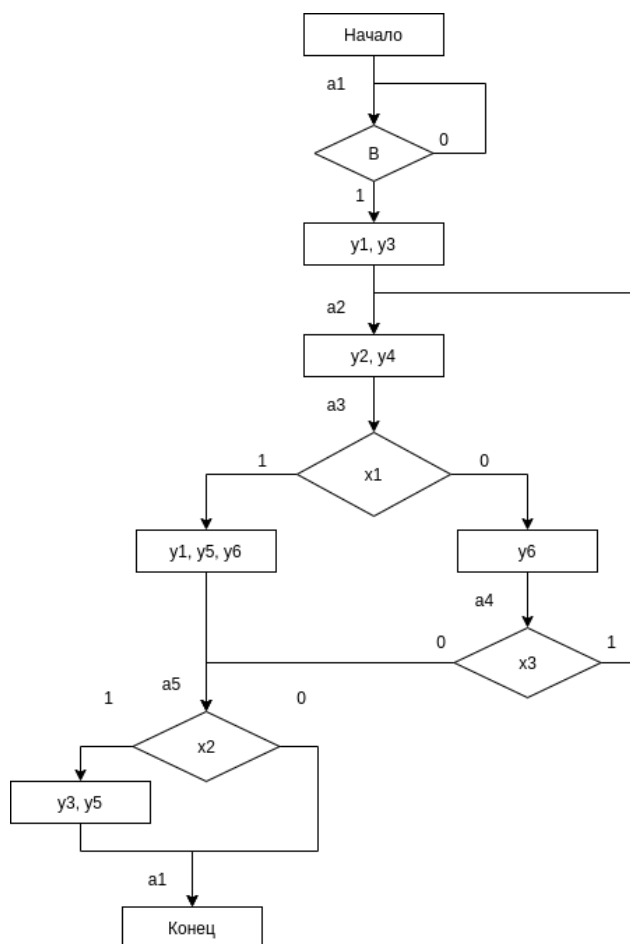 Начало
a1
B
0
1
y1, y3
a2
y2, y4
a3
1
x1
0
y1, y5, y6
y6
a4
0
x3
1
a5
1
0
x2
y3, y5
a1
Конец